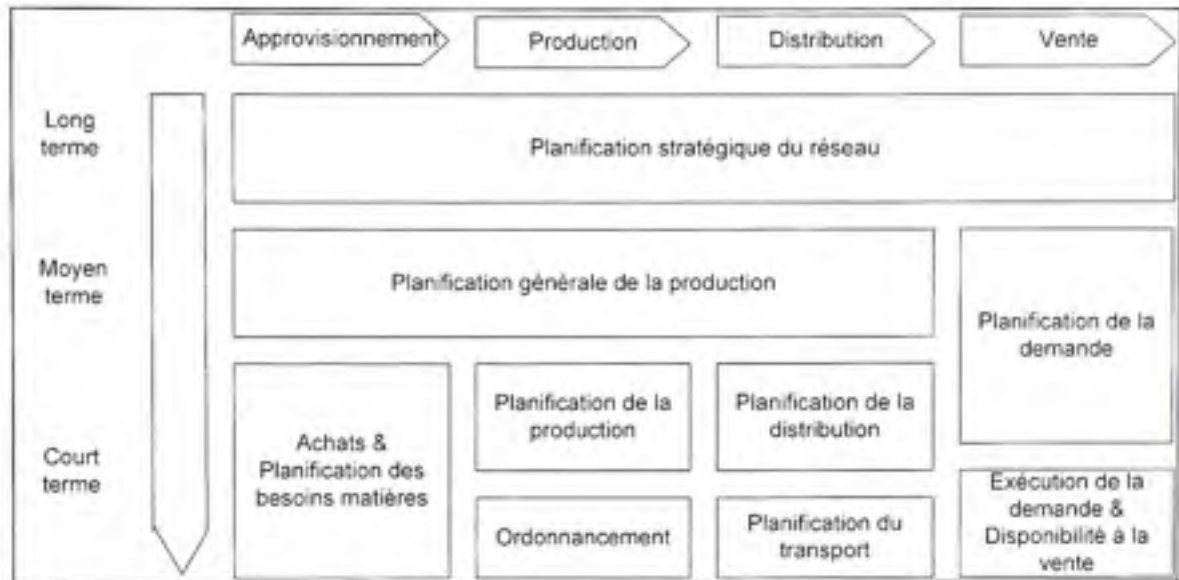 Approvisionnement
Production
Distribution
Vente
Long
terme
Planification stratégique du réseau
Moyen
terme
Planification générale de la production
Planification de la
demande
Court
terme
Achats &
Planification des
besoins matières
Planification de la
production
Planification de la
distribution
Ordonnancement
Planification du
transport
Exécution de la
demande &
Disponibilité à la
vente